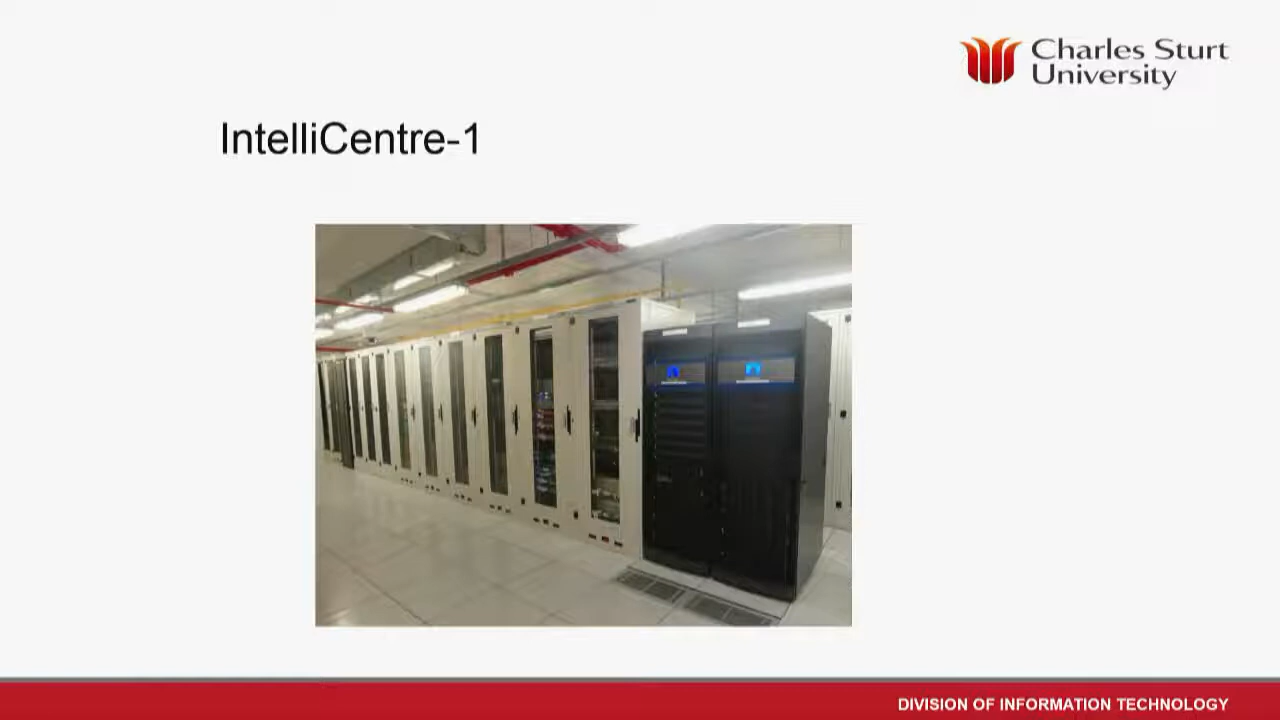 Charles Sturt
University
IntelliCentre-1
DIVISION OF INFORMATION TECHNOLOGY